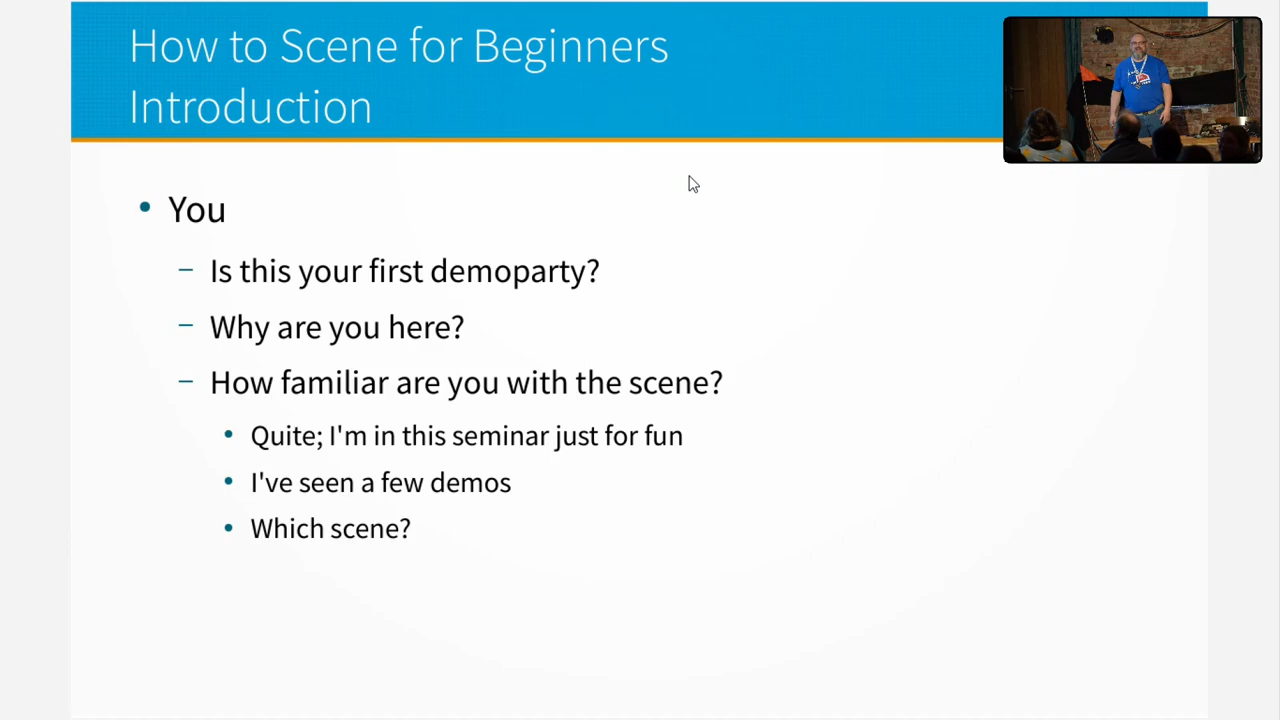 How to Scene for Beginners
Introduction
You
Is this your first demoparty?
Why are you here?
How familiar are you with the scene?
Quite; I'm in this seminar just for fun
I've seen a few demos
Which scene?